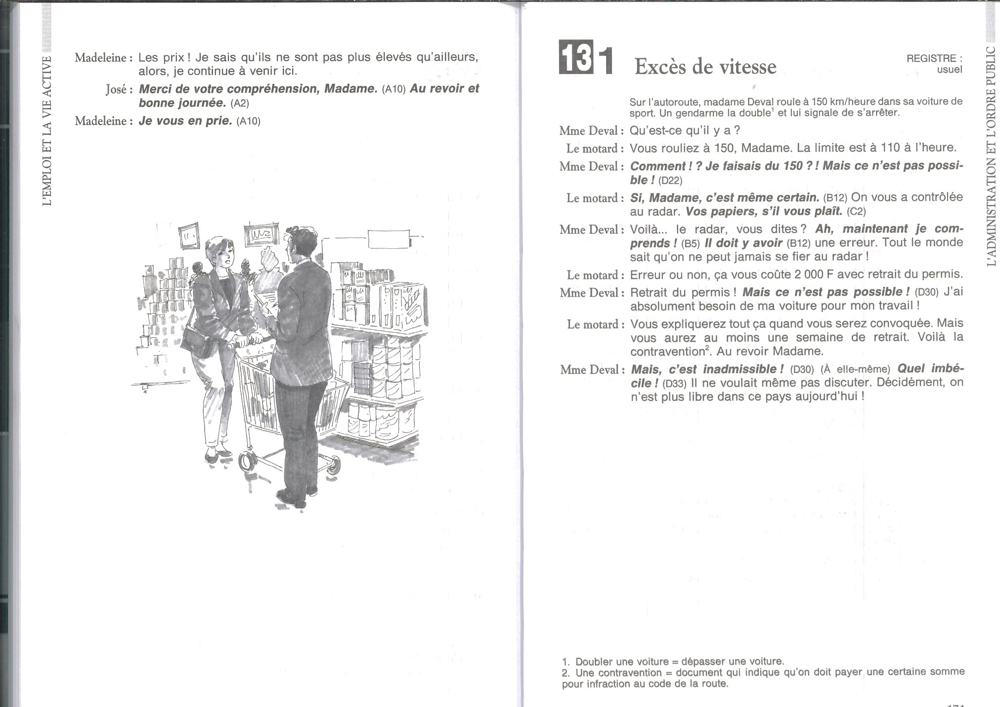 L'EMPLOI ET LA VIE ACTIVE
Madeleine : Les prix ! Je sais qu'ils ne sont pas plus élevés qu'ailleurs,
alors, je continue à venir ici.
José : Merci de votre compréhension, Madame. (A10) Au revoir et
bonne journée. (A2)
Madeleine : Je vous en prie. (A10)
13 1 Excès de vitesse
REGISTRE :
usuel
L'ADMINISTRATION ET L'ORDRE PUBLIC
Sur l'autoroute, madame Deval roule à 150 km/heure dans sa voiture de
sport. Un gendarme la double1 et lui signale de s'arrêter.
Mme Deval : Qu'est-ce qu'il y a ?
Le motard : Vous rouliez à 150, Madame. La limite est à 110 à l'heure.
Mme Deval : Comment ! ? Je faisais du 150 ? ! Mais ce n'est pas possi-
ble ! (D22)
Le motard : Si, Madame, c'est même certain. (B12) On vous a contrôlée
au radar. Vos papiers, s'il vous plaît. (C2)
Mme Deval : Voilà... le radar, vous dites ? Ah, maintenant je com-
prends ! (B5) Il doit y avoir (B12) une erreur. Tout le monde
sait qu'on ne peut jamais se fier au radar !
Le motard : Erreur ou non, ça vous coûte 2 000 F avec retrait du permis.
Mme Deval : Retrait du permis ! Mais ce n'est pas possible ! (D30) J'ai
absolument besoin de ma voiture pour mon travail !
Le motard : Vous expliquerez tout ça quand vous serez convoquée. Mais
vous aurez au moins une semaine de retrait. Voilà la
contravention2. Au revoir Madame.
Mme Deval : Mais, c'est inadmissible ! (D30) (À elle-même) Quel imbé-
cile ! (D33) Il ne voulait même pas discuter. Décidément, on
n'est plus libre dans ce pays aujourd'hui !
1. Doubler une voiture = dépasser une voiture.
2. Une contravention = document qui indique qu'on doit payer une certaine somme
pour infraction au code de la route.